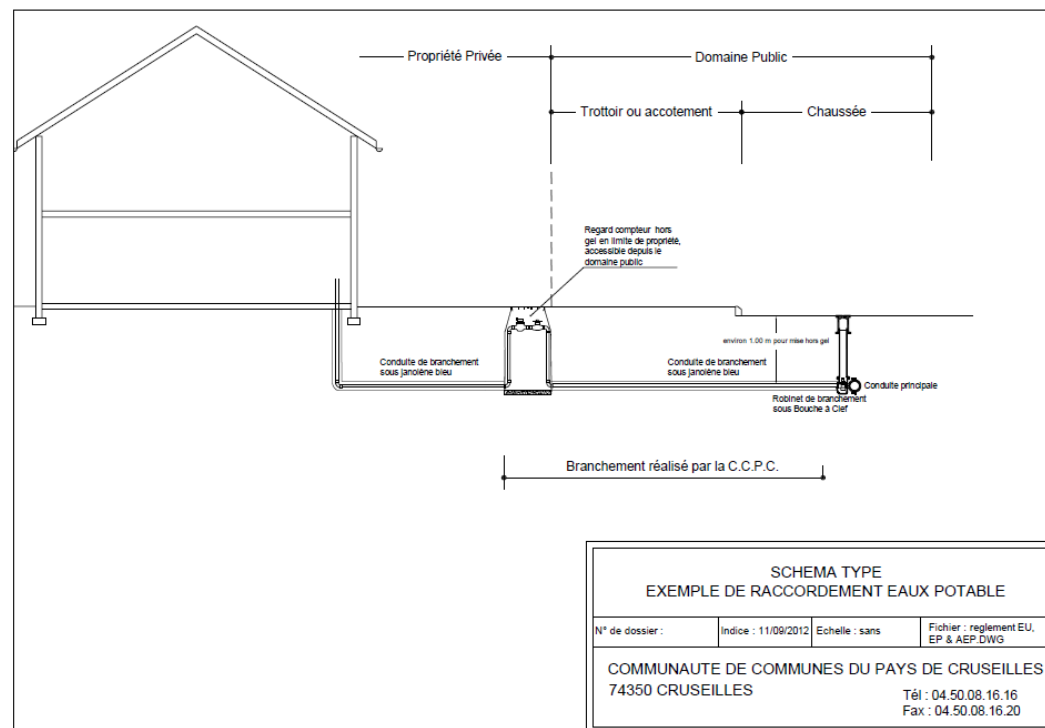 Propriété Privée
Domaine Public
Trottoir ou accotement
Chaussée
Regard compteur hors
gel en limite de propriété,
accessible depuis le
domaine public
environ 1.00 m pour mise hors gel
Conduite de branchement
sous janolène bleu
Conduite de branchement
sous janolène bleu
Conduite principale
Robinet de branchement
sous Bouche à Clef
Branchement réalisé par la C.C.P.C.
SCHEMA TYPE
EXEMPLE DE RACCORDEMENT EAUX POTABLE
N° de dossier :
Indice : 11/09/2012
Echelle : sans
Fichier : reglement EU,
EP & AEP.DWG
COMMUNAUTE DE COMMUNES DU PAYS DE CRUSEILLES
74350 CRUSEILLES
Tél : 04.50.08.16.16
Fax : 04.50.08.16.20